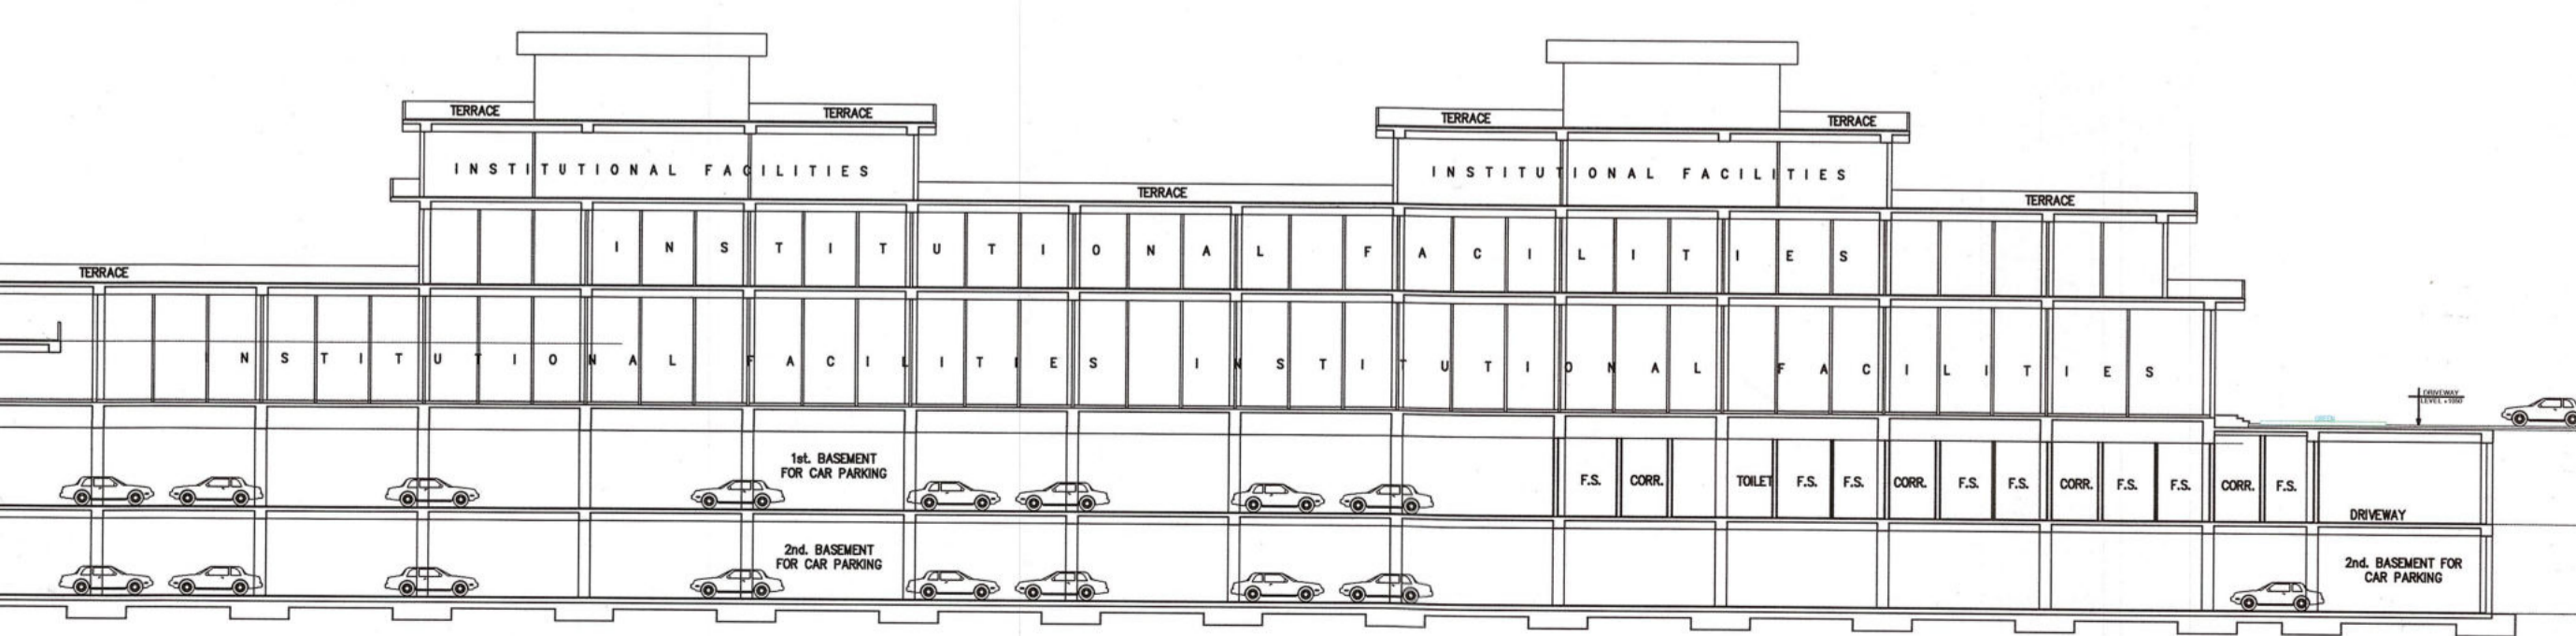 TERRACE
TERRACE
TERRACE
TERRACE
INSTITUTIONAL FACILITIES
INSTITUTIONAL FACILITIES
TERRACE
TERRACE
INSTITUTIONAL FACILITIES
TERRACE
INSTITUTIONAL FACILITIES INSTITUTIONAL FACILITIES
DRIVEWAY
1st. BASEMENT
FOR CAR PARKING
F.S. CORR. TOILET F.S. F.S. CORR. F.S. F.S. CORR. F.S. F.S. CORR. F.S.
DRIVEWAY
2nd. BASEMENT
FOR CAR PARKING
2nd. BASEMENT FOR
CAR PARKING